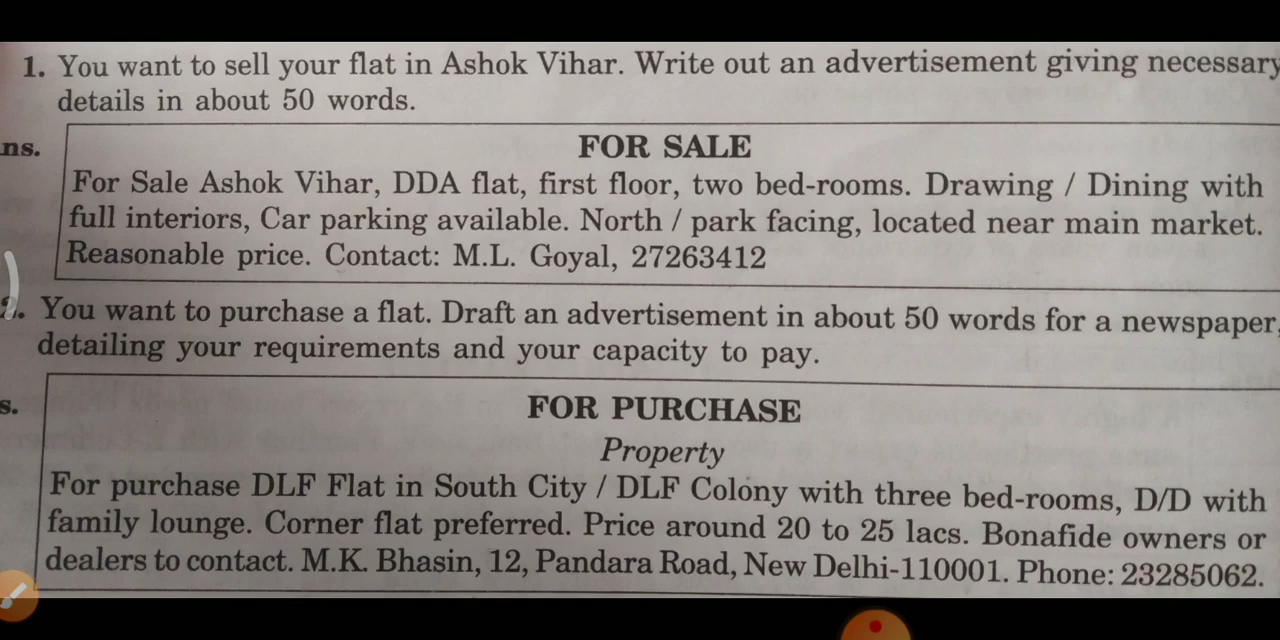 1. You want to sell your flat in Ashok Vihar. Write out an advertisement giving necessary
details in about 50 words.
ns.
FOR SALE
For Sale Ashok Vihar, DDA flat, first floor, two bed-rooms. Drawing / Dining with
full interiors, Car parking available. North / park facing, located near main market.
Reasonable price. Contact: M.L. Goyal, 27263412
2. You want to purchase a flat. Draft an advertisement in about 50 words for a newspaper,
detailing your requirements and your capacity to pay.
s.
FOR PURCHASE
Property
For purchase DLF Flat in South City / DLF Colony with three bed-rooms, D/D with
family lounge. Corner flat preferred. Price around 20 to 25 lacs. Bonafide owners or
dealers to contact. M.K. Bhasin, 12, Pandara Road, New Delhi-110001. Phone: 23285062.